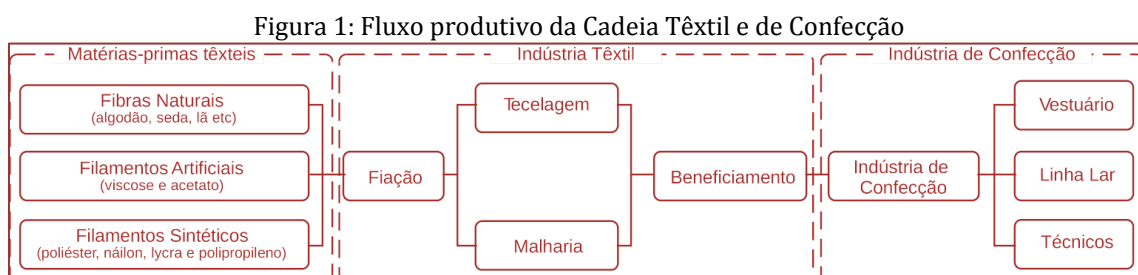 Figura 1: Fluxo produtivo da Cadeia Têxtil e de Confecção
Matérias-primas têxteis
Indústria Têxtil
Indústria de Confecção
Fibras Naturais
(algodão, seda, lã etc)
Filamentos Artificiais
(viscose e acetato)
Filamentos Sintéticos
(poliéster, náilon, lycra e polipropileno)
Fiação
Tecelagem
Malharia
Beneficiamento
Indústria de
Confecção
Vestuário
Linha Lar
Técnicos